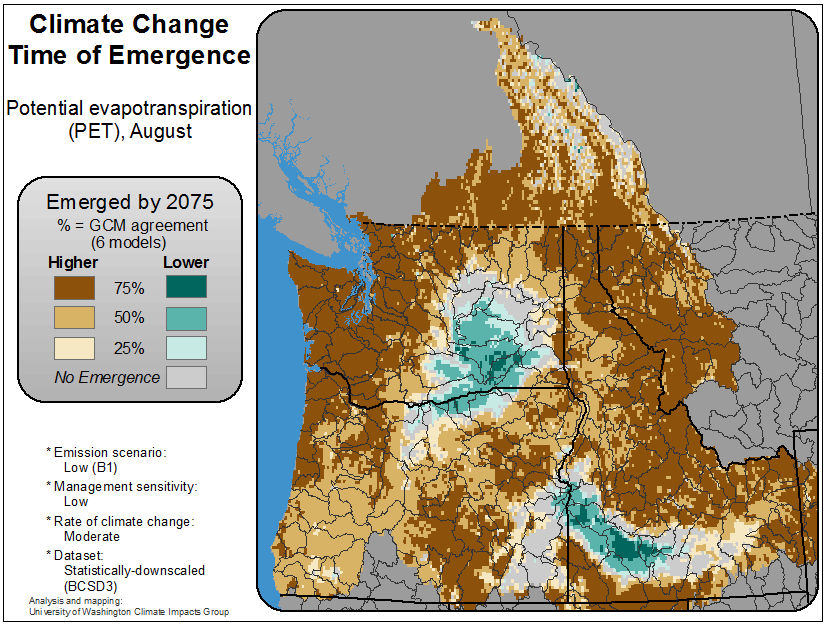 Climate Change
Time of Emergence
Potential evapotranspiration
(PET), August
Emerged by 2075
% = GCM agreement
(6 models)
Higher Lower
75%
50%
25%
No Emergence
* Emission scenario:
Low (B1)
* Management sensitivity:
Low
* Rate of climate change:
Moderate
* Dataset:
Statistically-downscaled
(BCSD3)
Analysis and mapping:
University of Washington Climate Impacts Group